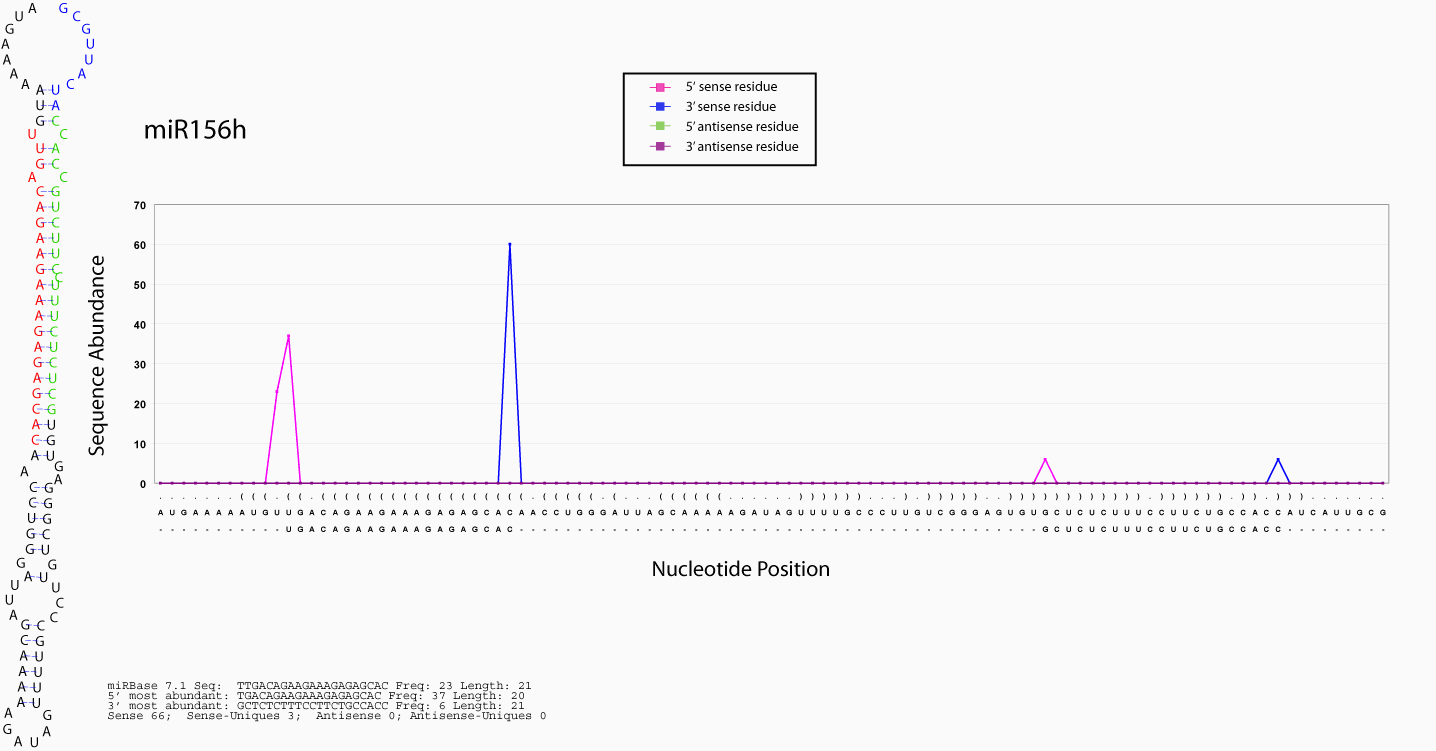 A G
U C
G G
A U
A U
A A
A C
A U
U A
G C
U C
U A
G C
A C
C G
A U
G C
A U
A U
G C
C
A U
A U
A U
G C
A U
G C
A U
G C
C G
A U
C G
A U
G
A A
C G
C G
U G
G C
G U
G G
A U
U U
U C
A C
G C
C G
A U
A U
A U
A U
A G
G A
A U
miR156h
5′ sense residue
3′ sense residue
5′ antisense residue
3′ antisense residue
Sequence Abundance
70
60
50
40
30
20
10
0
A U G A A A A A U G U U G A C A G A A G A A A G A G A G C A C A A C C U G G G A U U A G C A A A A A G A U A G U U U U G C C C U U G U C G G G A G U G U G C U C U C U U U C C U U C U G C C A C C A U C A U U G C G
U G A C A G A A G A A A G A G A G C A C G C U C U C U U U C C U U C U G C C A C C
Nucleotide Position
miRBase 7.1 Seq: TTGACAGAAGAAAGAGAGCAC Freq: 23 Length: 21
5′ most abundant: TGACAGAAGAAAGAGAGCAC Freq: 37 Length: 20
3′ most abundant: GCTCTCTTTCCTTCTGCCACC Freq: 6 Length: 21
Sense 66; Sense-Uniques 3; Antisense 0; Antisense-Uniques 0